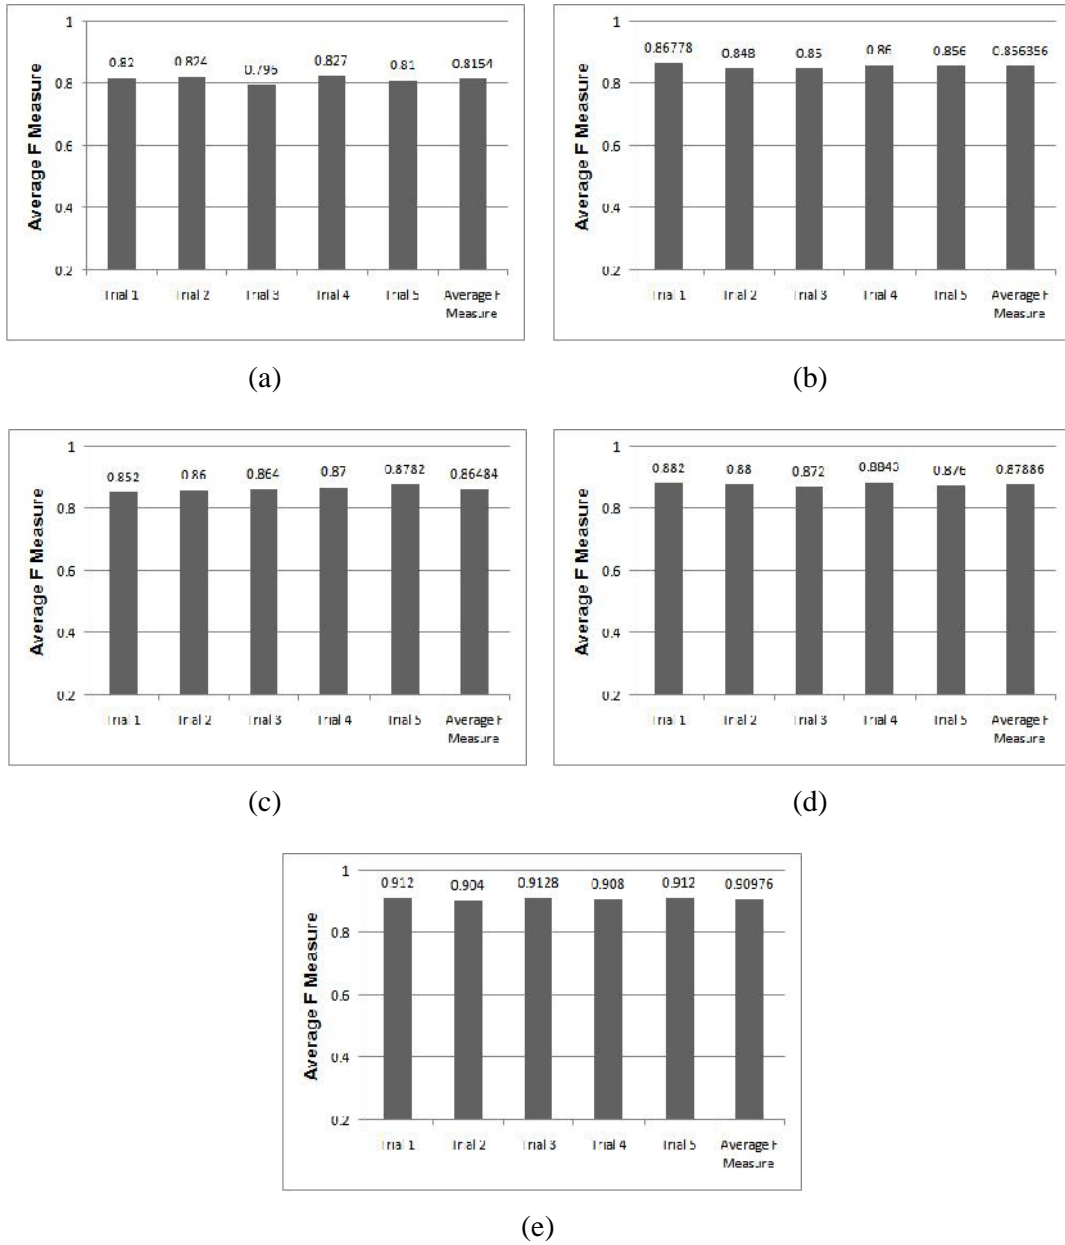 Average F Measure
1
0.8
0.6
0.4
0.2
0.82
0.824
0.796
0.827
0.81
0.8154
Trial 1
Trial 2
Trial 3
Trial 4
Trial 5
Average F
Measure
(a)
Average F Measure
1
0.8
0.6
0.4
0.2
0.86778
0.848
0.85
0.86
0.856
0.856356
Trial 1
Trial 2
Trial 3
Trial 4
Trial 5
Average F
Measure
(b)
Average F Measure
1
0.8
0.6
0.4
0.2
0.852
0.86
0.864
0.87
0.8782
0.86484
Trial 1
Trial 2
Trial 3
Trial 4
Trial 5
Average F
Measure
(c)
Average F Measure
1
0.8
0.6
0.4
0.2
0.882
0.88
0.872
0.8843
0.876
0.87886
Trial 1
Trial 2
Trial 3
Trial 4
Trial 5
Average F
Measure
(d)
Average F Measure
1
0.8
0.6
0.4
0.2
0.912
0.904
0.9128
0.908
0.912
0.90976
Trial 1
Trial 2
Trial 3
Trial 4
Trial 5
Average F
Measure
(e)